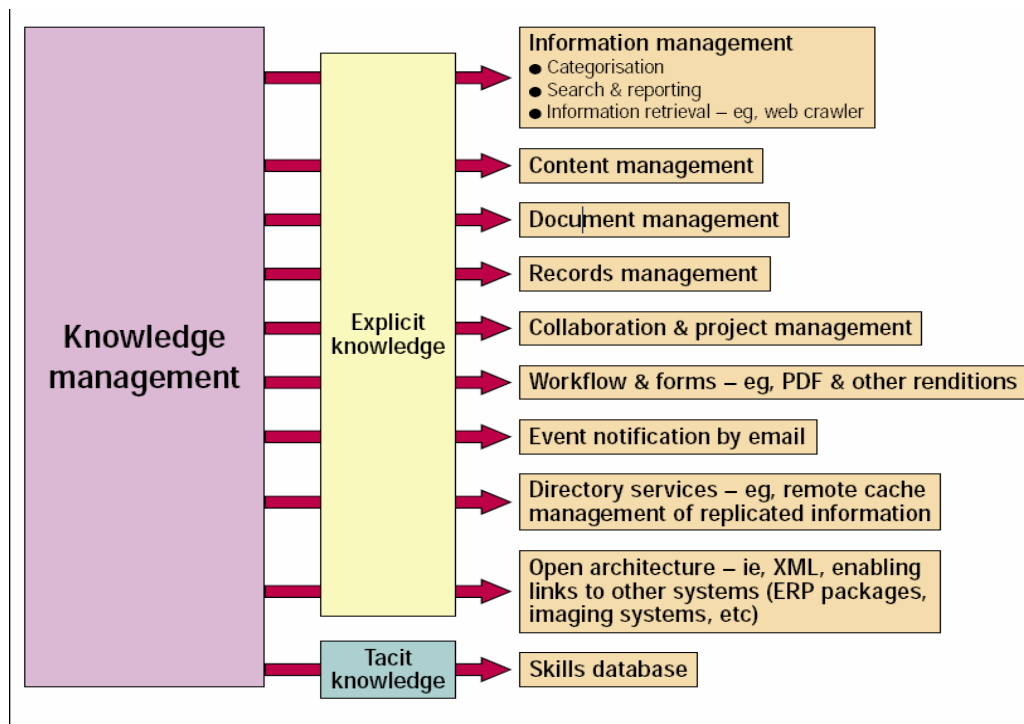 Knowledge
management
Explicit
knowledge
Tacit
knowledge
Information management
● Categorisation
● Search & reporting
● Information retrieval – eg, web crawler
Content management
Document management
Records management
Collaboration & project management
Workflow & forms – eg, PDF & other renditions
Event notification by email
Directory services – eg, remote cache
management of replicated information
Open architecture – ie, XML, enabling
links to other systems (ERP packages,
imaging systems, etc)
Skills database